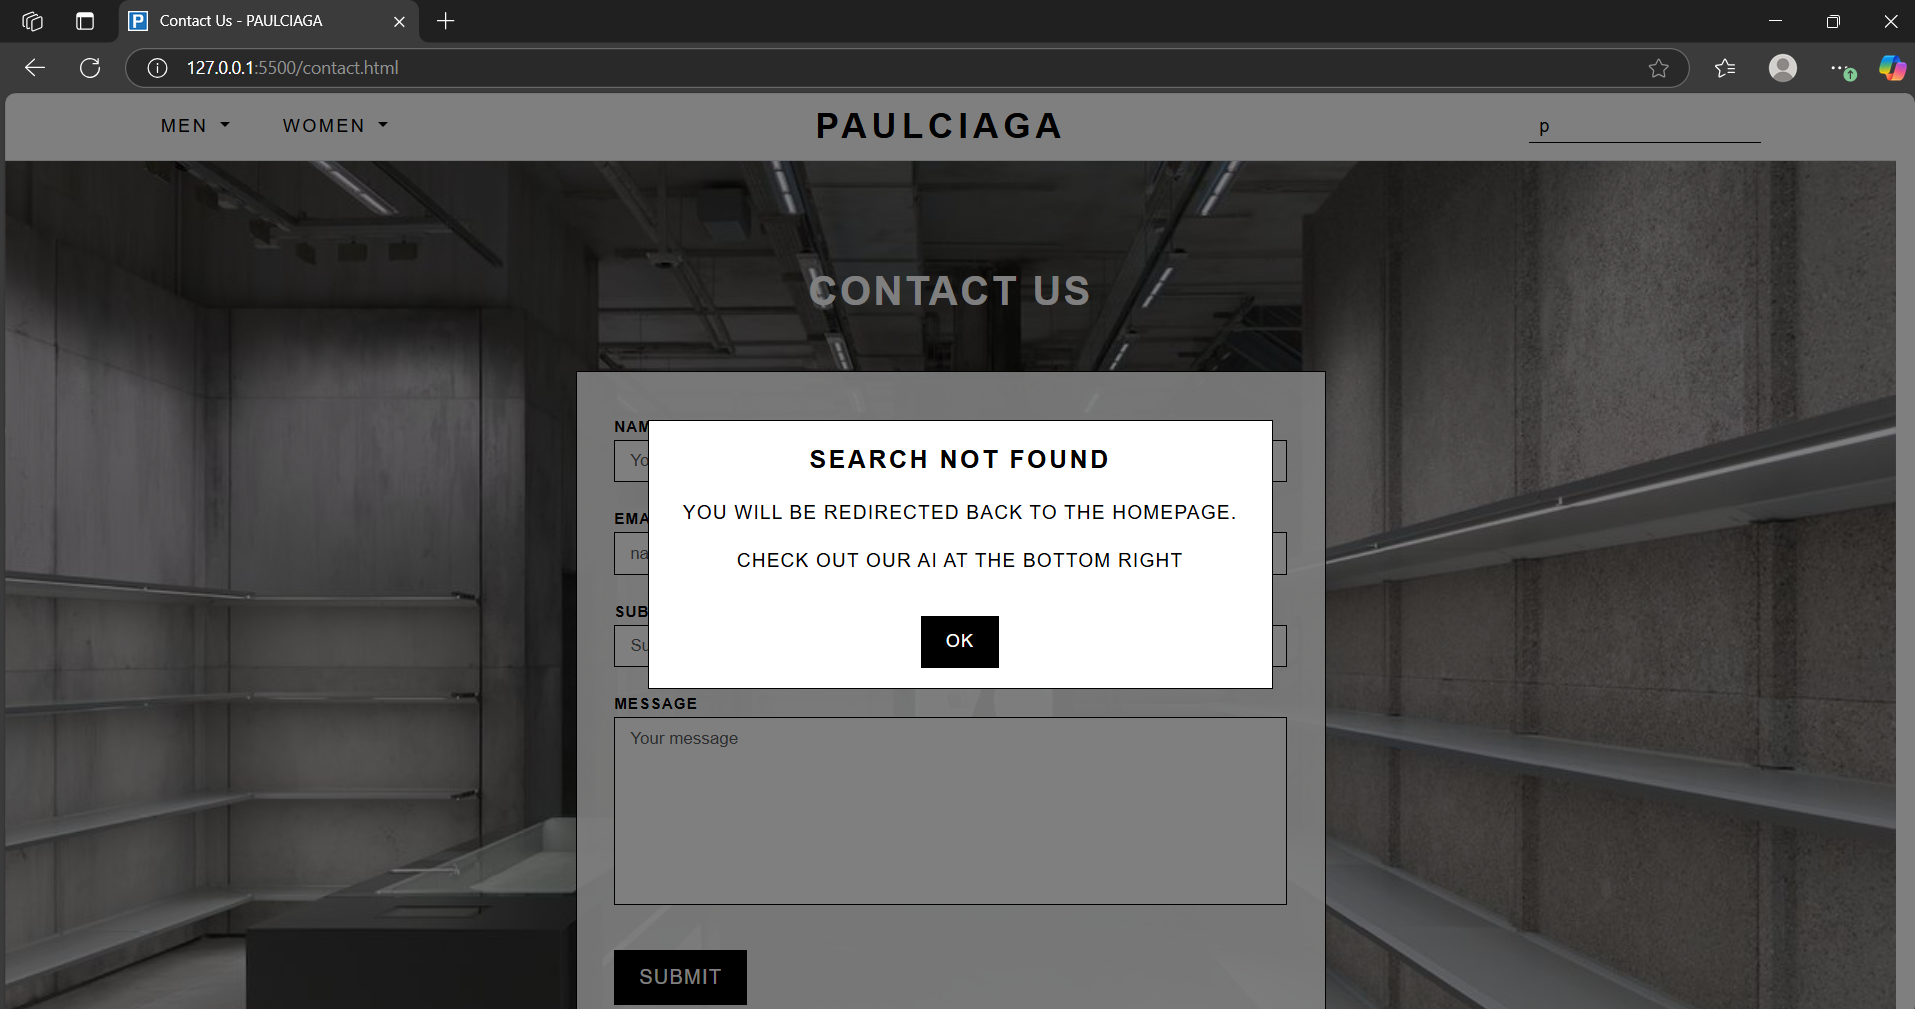 Contact Us - PAULCIAGA
127.0.0.1:5500/contact.html
MEN WOMEN PAULCIAGA p
CONTACT US
NAM
Yo
SEARCH NOT FOUND
YOU WILL BE REDIRECTED BACK TO THE HOMEPAGE.
EMA
na
CHECK OUT OUR AI AT THE BOTTOM RIGHT
SUB
Su
OK
MESSAGE
Your message
SUBMIT